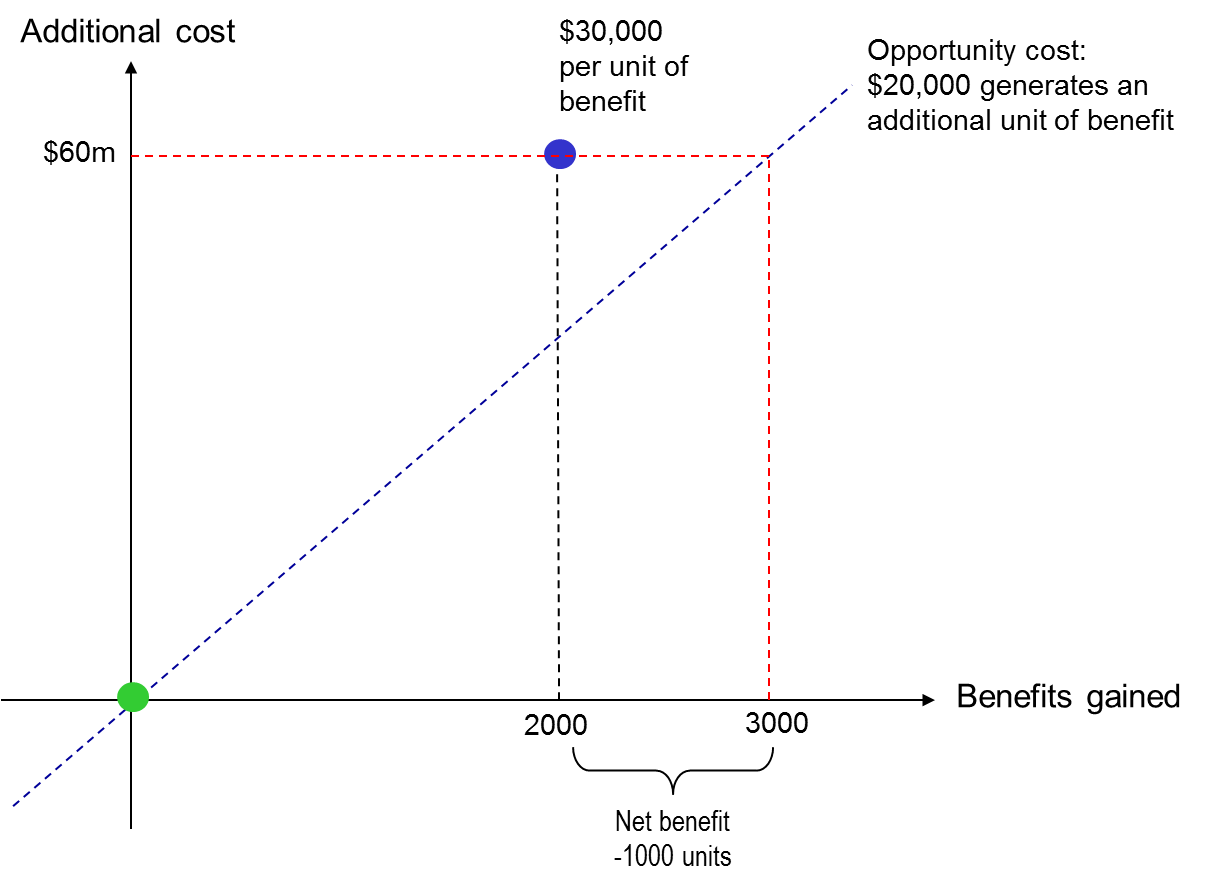 Additional cost
$30,000
per unit of
benefit
Opportunity cost:
$20,000 generates an
additional unit of benefit
$60m
Benefits gained
2000
3000
Net benefit
-1000 units